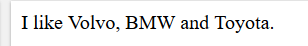 I like Volvo, BMW and Toyota.